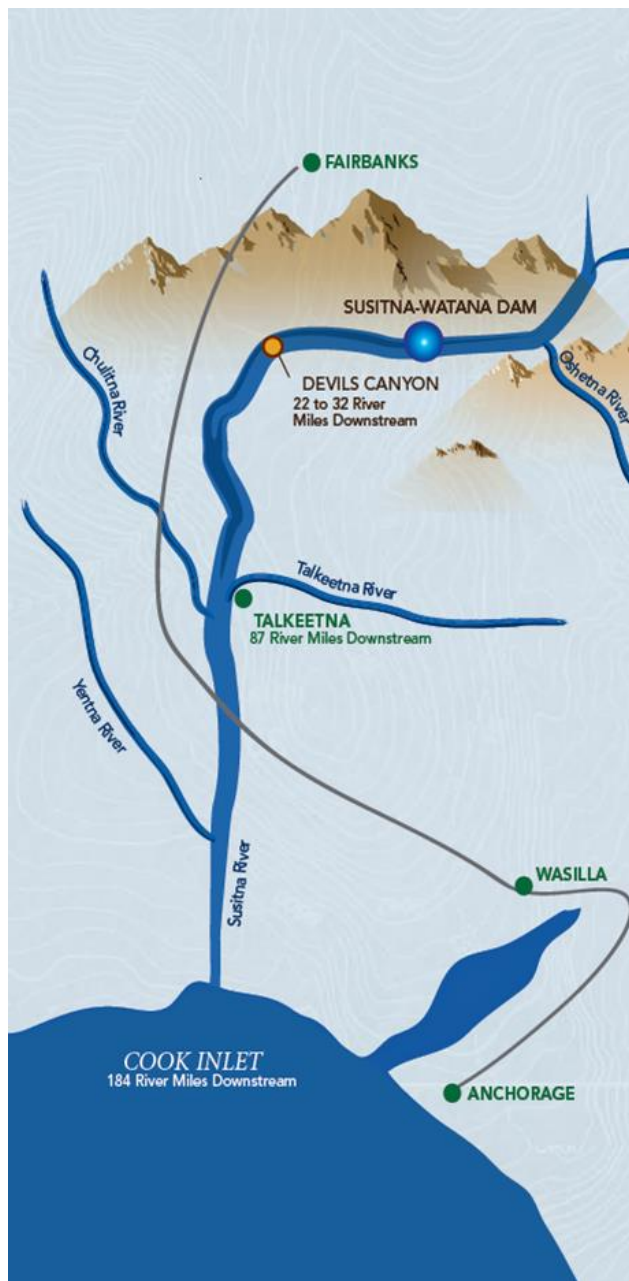 FAIRBANKS
SUSITNA-WATANA DAM
DEVILS CANYON
22 to 32 River
Miles Downstream
Oshetna River
Chulitna River
Talkeetna River
TALKEETNA
87 River Miles Downstream
Yentna River
Susitna River
WASILLA
COOK INLET
184 River Miles Downstream
ANCHORAGE